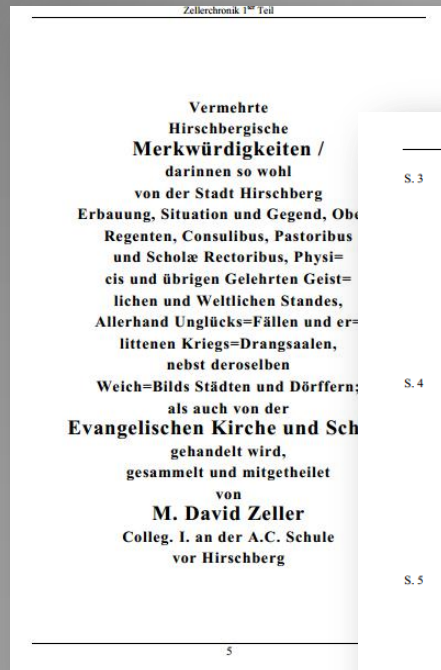 Zellerchronik 1ter Teil
Vermehrte
Hirschbergische
Merkwürdigkeiten /
darinnen so wohl
von der Stadt Hirschberg
Erbauung, Situation und Gegend, Obe
Regenten, Consulibus, Pastoribus
und Scholæ Rectoribus, Physi=
cis und übrigen Gelehrten Geist=
lichen und Weltlichen Standes,
Allerhand Unglücks=Fällen und er=
littenen Kriegs=Drangsaalen,
nebst deroselben
Weich=Bilds Städten und Dörffern;
als auch von der
Evangelischen Kirche und Sch
gehandelt wird,
gesammelt und mitgetheilet
von
M. David Zeller
Colleg. I. an der A.C. Schule
vor Hirschberg
5
S. 3
S. 4
S. 5